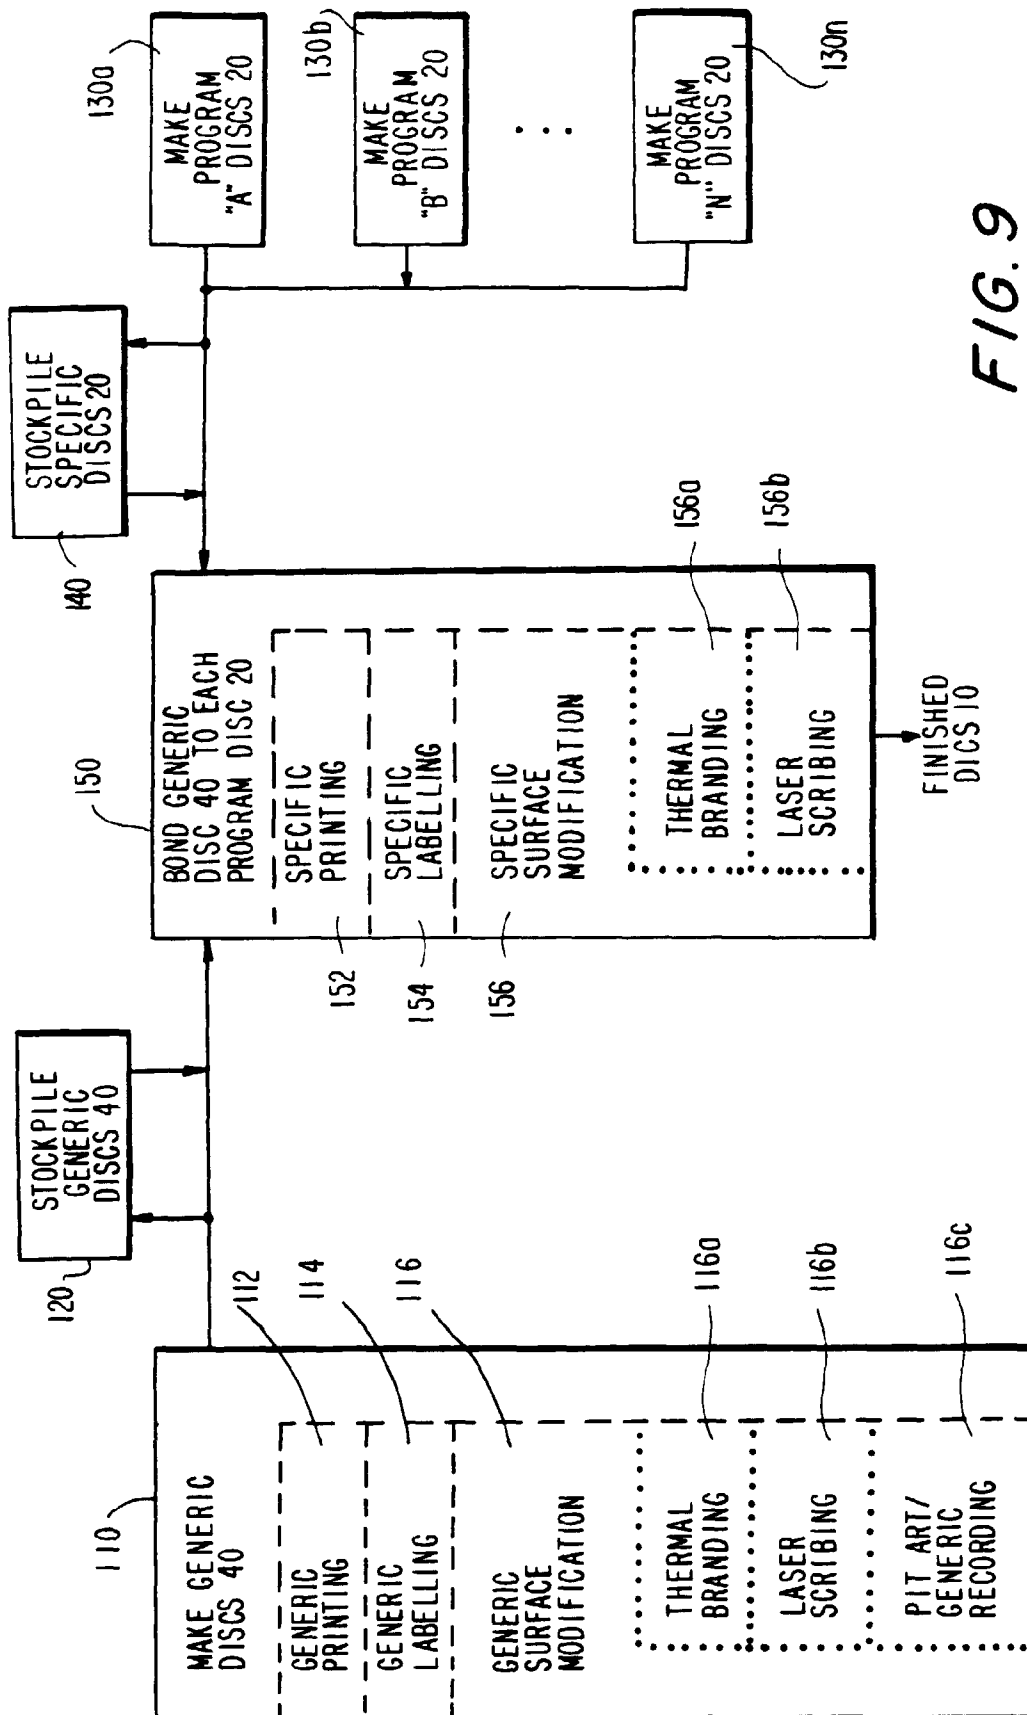 110
MAKE GENERIC
DISCS 40
GENERIC
PRINTING
112
GENERIC
LABELLING
114
GENERIC
SURFACE
MODIFICATION
116
THERMAL
BRANDING
116a
LASER
SCRIBING
116b
PIT ART/
GENERIC
RECORDING
116c
STOCKPILE
GENERIC
DISCS 40
120
150
BOND GENERIC
DISC 40 TO EACH
PROGRAM DISC 20
SPECIFIC
PRINTING
152
SPECIFIC
LABELLING
154
SPECIFIC
SURFACE
MODIFICATION
156
THERMAL
BRANDING
156a
LASER
SCRIBING
156b
FINISHED
DICS 10
STOCKPILE
SPECIFIC
DISCS 20
140
MAKE
PROGRAM
"A" DISCS 20
130a
MAKE
PROGRAM
"B" DISCS 20
130b
. . .
MAKE
PROGRAM
"N" DISCS 20
130n
FIG. 9